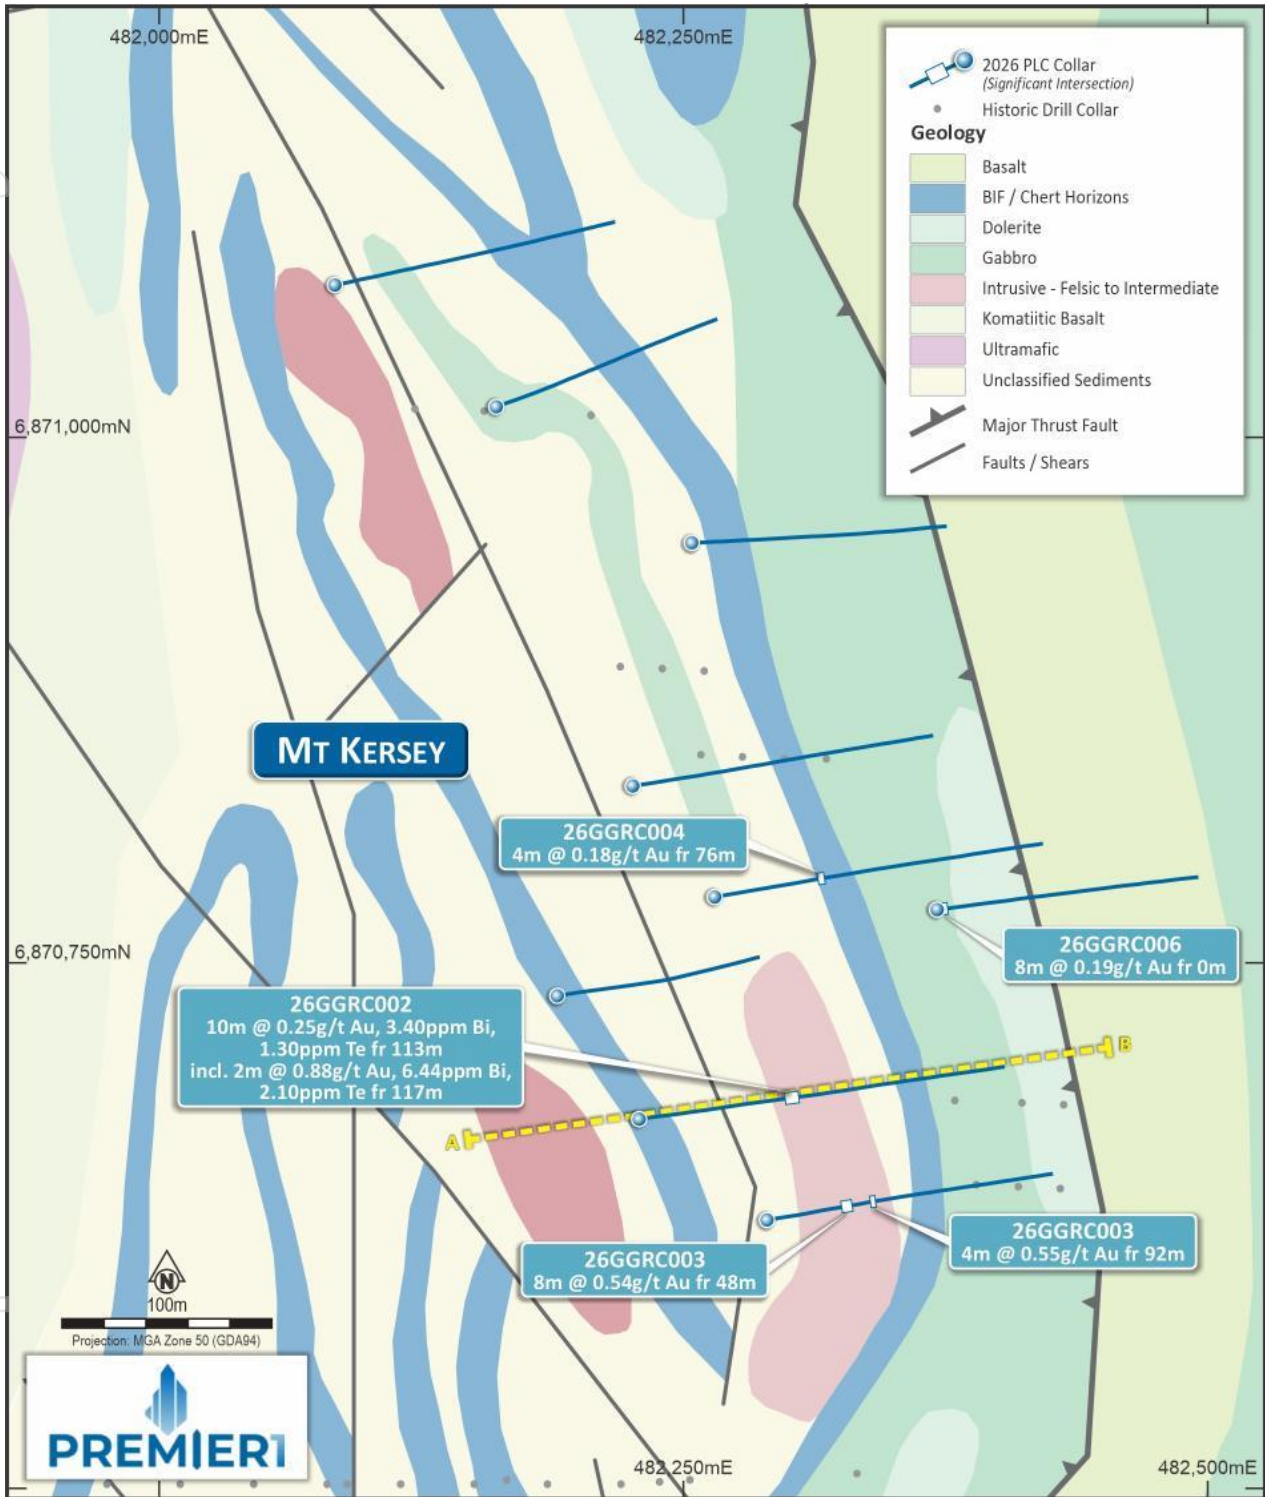 482,000mE
482,250mE
2026 PLC Collar
(Significant Intersection)
Historic Drill Collar
Geology
Basalt
BIF / Chert Horizons
Dolerite
Gabbro
Intrusive - Felsic to Intermediate
Komatiitic Basalt
Ultramafic
Unclassified Sediments
Major Thrust Fault
Faults / Shears
6,871,000mN
MT KERSEY
26GGRC004
4m @ 0.18g/t Au fr 76m
6,870,750mN
26GGRC006
8m @ 0.19g/t Au fr 0m
26GGRC002
10m @ 0.25g/t Au, 3.40ppm Bi,
1.30ppm Te fr 113m
incl. 2m @ 0.88g/t Au, 6.44ppm Bi,
2.10ppm Te fr 117m
B
A
26GGRC003
8m @ 0.54g/t Au fr 48m
26GGRC003
4m @ 0.55g/t Au fr 92m
N
100m
Projection: MGA Zone 50 (GDA94)
PREMIER1
482,250mE
482,500mE